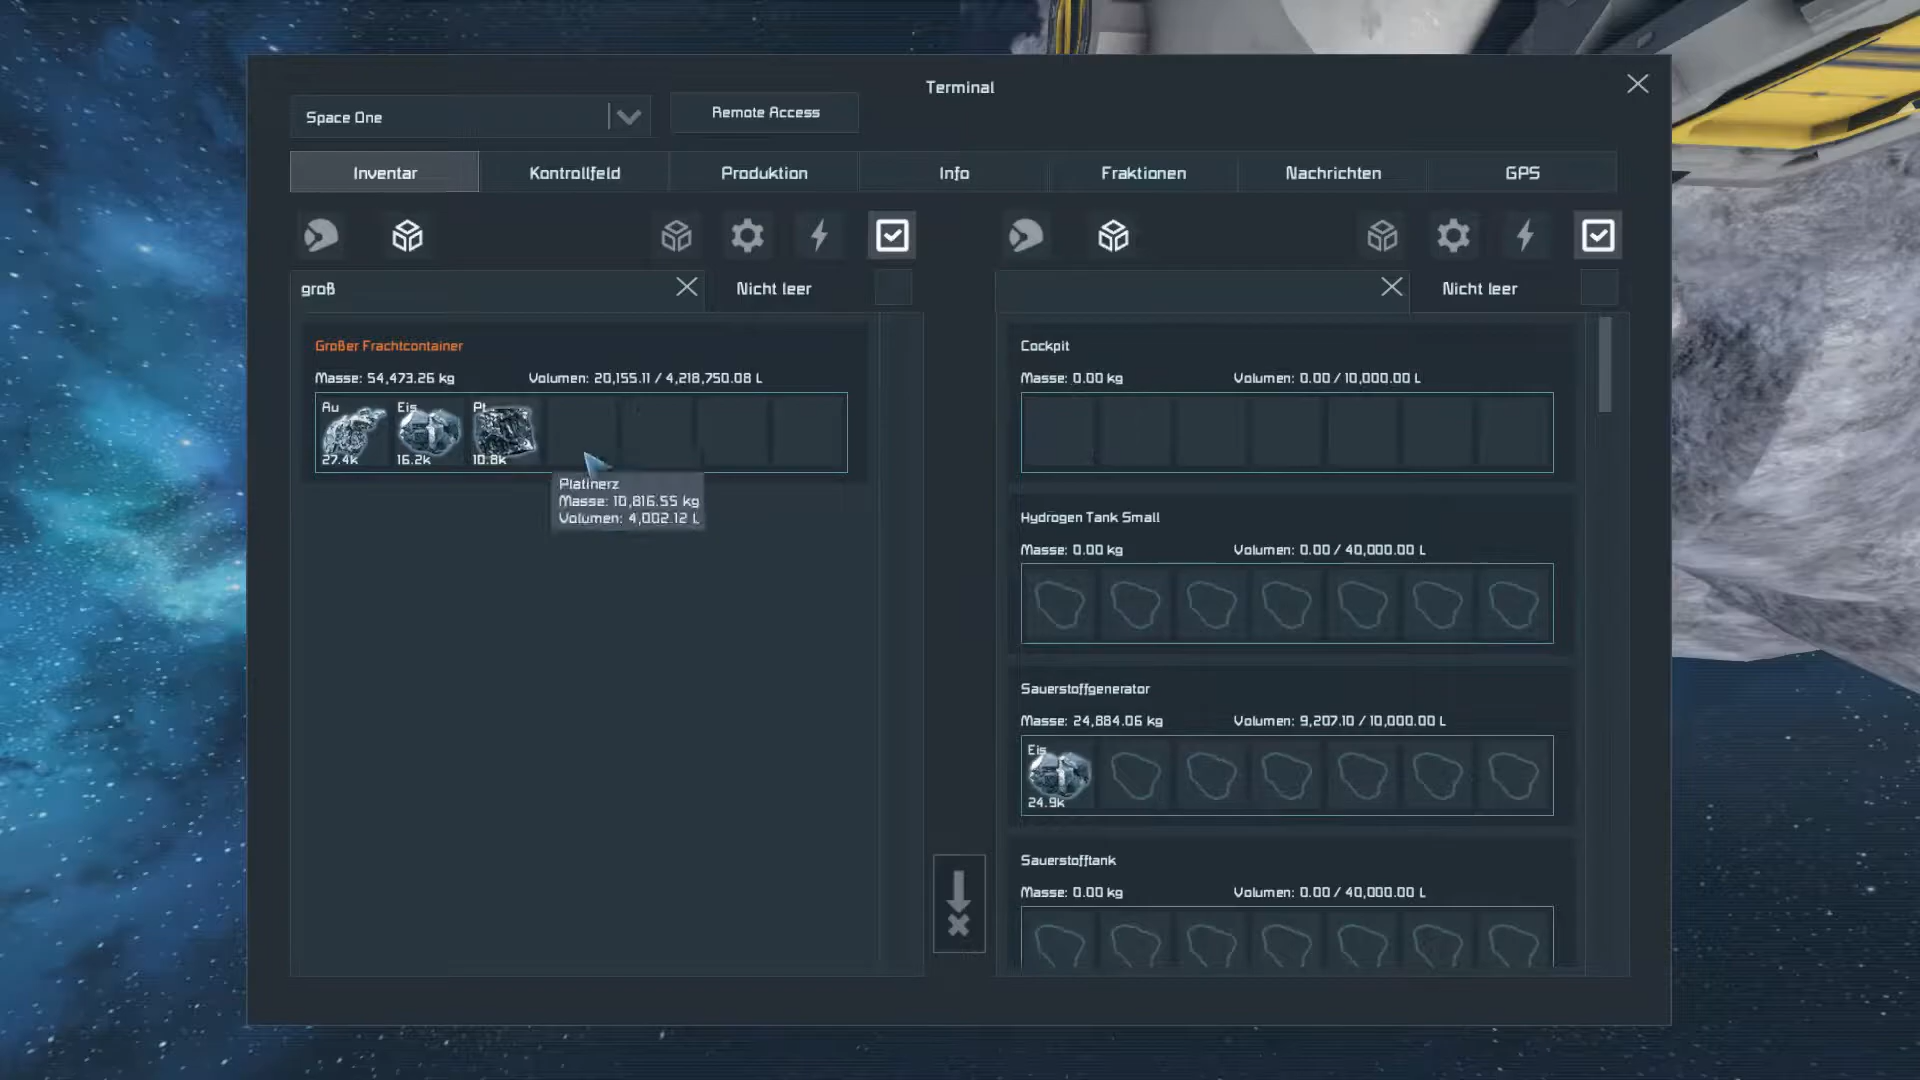 Terminal
Space One
Remote Access
Inventar
Kontrollfeld
Produktion
Info
Fraktionen
Nachrichten
GPS
groß
Nicht leer
Großer Frachtcontainer
Masse: 54,473.26 kg
Volumen: 20,155.11 / 4,218,750.08 L
Au
27.4k
Eis
16.2k
Pt
10.8k
Platinerz
Masse: 10,816.55 kg
Volumen: 4,002.12 L
Nicht leer
Cockpit
Masse: 0.00 kg
Volumen: 0.00 / 10,000.00 L
Hydrogen Tank Small
Masse: 0.00 kg
Volumen: 0.00 / 40,000.00 L
Sauerstoffgenerator
Masse: 24,884.06 kg
Volumen: 9,207.10 / 10,000.00 L
Eis
24.9k
Sauerstofftank
Masse: 0.00 kg
Volumen: 0.00 / 40,000.00 L